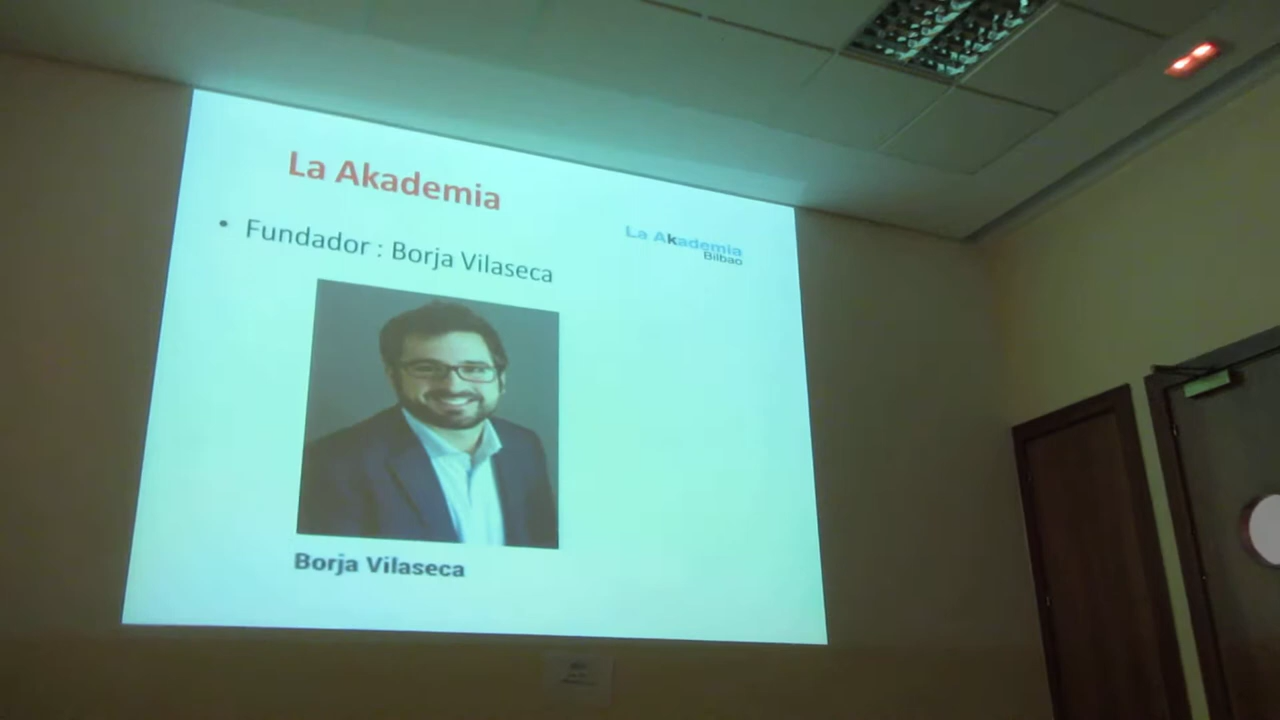 La Akademia
• Fundador : Borja Vilaseca
La Akademia
Bilbao
Borja Vilaseca